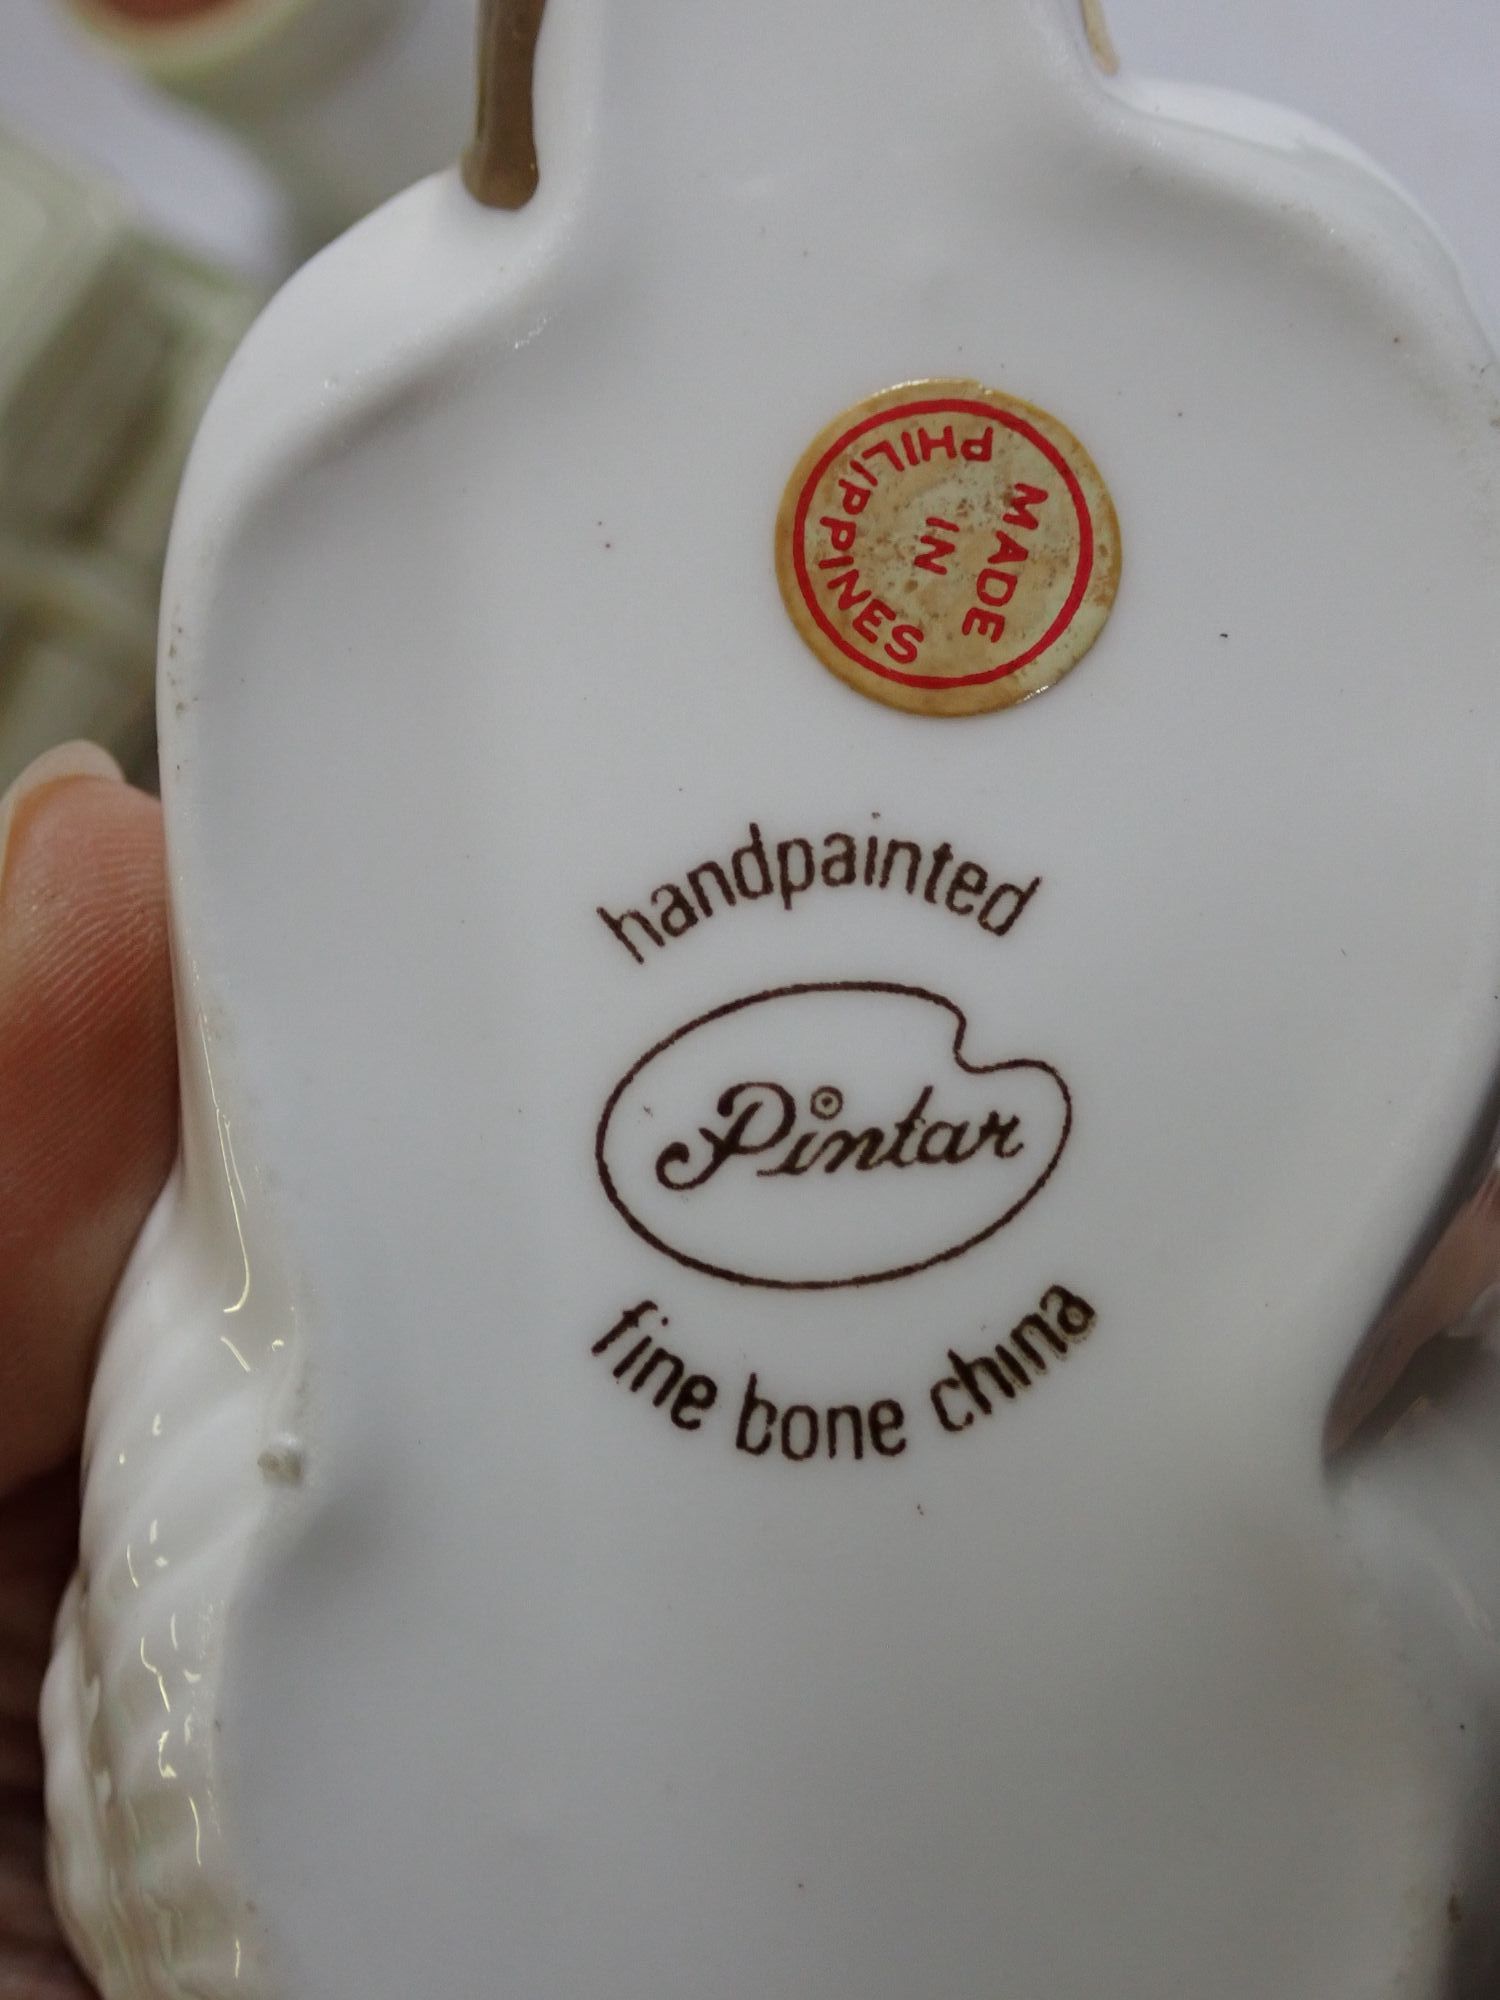 MADE
IN
PHILIPPINES
handpainted
Pintar
fine bone china